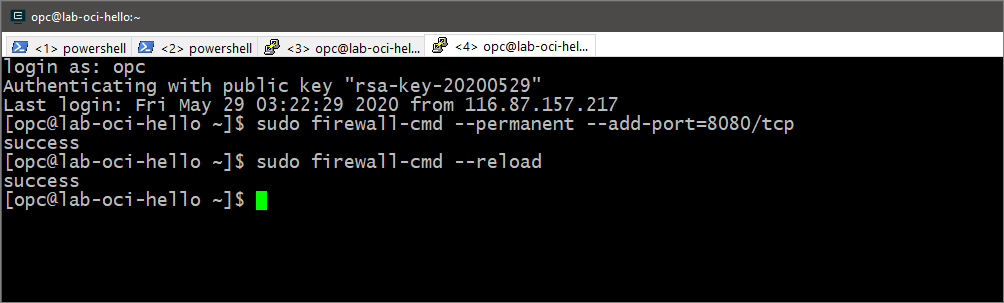 opc@lab-oci-hello:~
<1> powershell
<2> powershell
<3> opc@lab-oci-hel...
<4> opc@lab-oci-hel...
login as: opc
Authenticating with public key "rsa-key-20200529"
Last login: Fri May 29 03:22:29 2020 from 116.87.157.217
[opc@lab-oci-hello ~]$ sudo firewall-cmd --permanent --add-port=8080/tcp
success
[opc@lab-oci-hello ~]$ sudo firewall-cmd --reload
success
[opc@lab-oci-hello ~]$